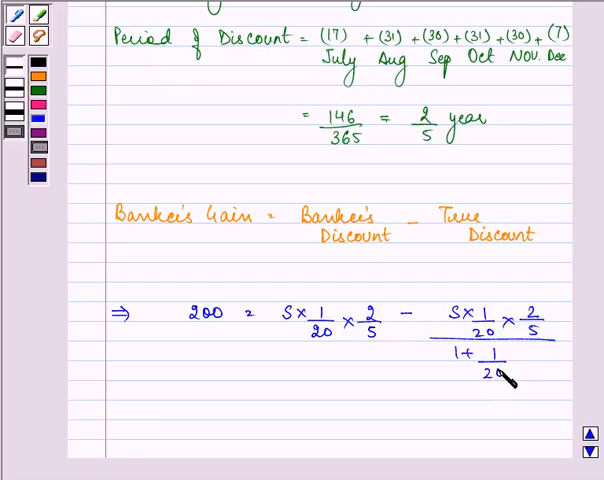 Period of Discount = (17) + (31) + (30) + (31) + (30) + (7)
July Aug Sep Oct Nov. Dec
= 146/365 = 2/5 year
Banker's Gain = Banker's Discount - True Discount
⇒ 200 = S × 1/20 × 2/5 - (S × 1/20 × 2/5)/(1 + 1/20